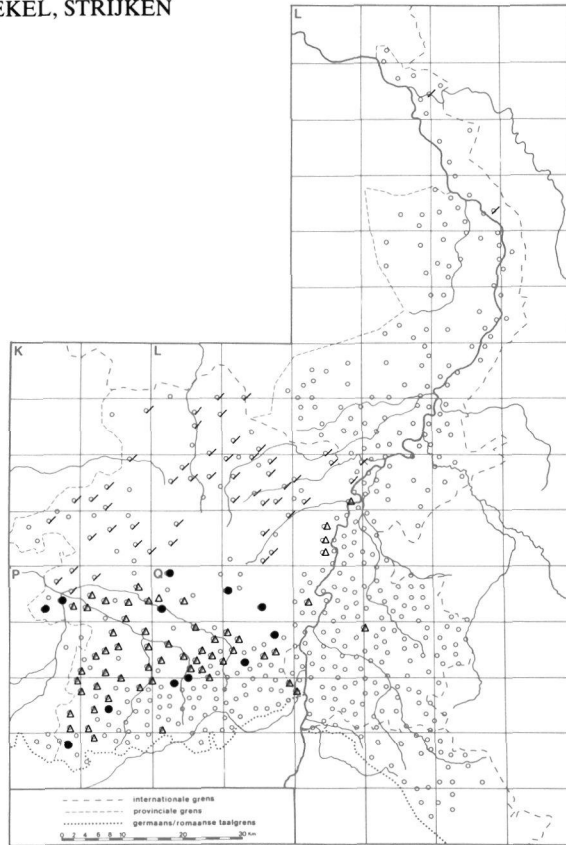 EKEL, STRIJKEN
L
K L
P Q
internationale grens
provinciale grens
germaans/romaanse taalgrens
0 2 4 6 8 10 20 30 Km